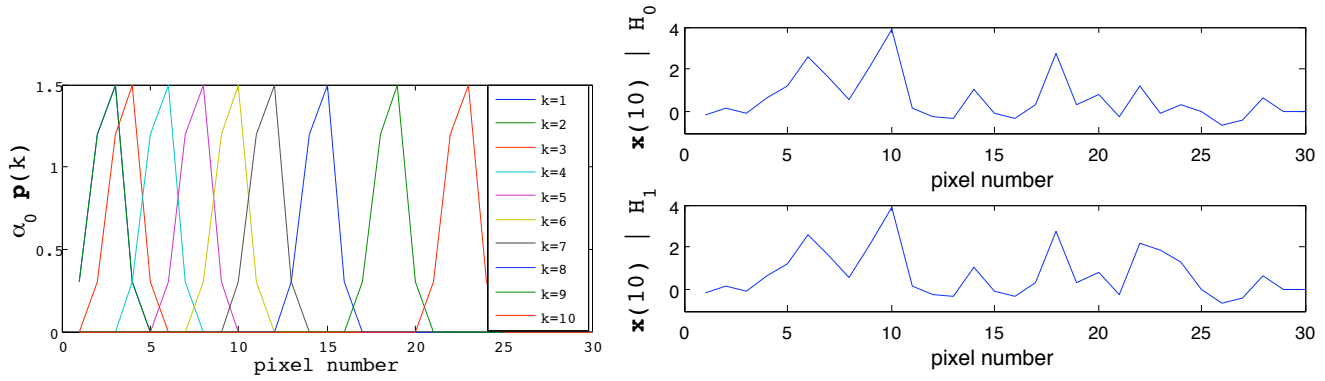 α₀ p(k)
1.5
1
0.5
0
0 5 10 15 20 25 30
pixel number
k=1
k=2
k=3
k=4
k=5
k=6
k=7
k=8
k=9
k=10
x(10) | H₀
4
2
0
0 5 10 15 20 25 30
pixel number
x(10) | H₁
4
2
0
0 5 10 15 20 25 30
pixel number